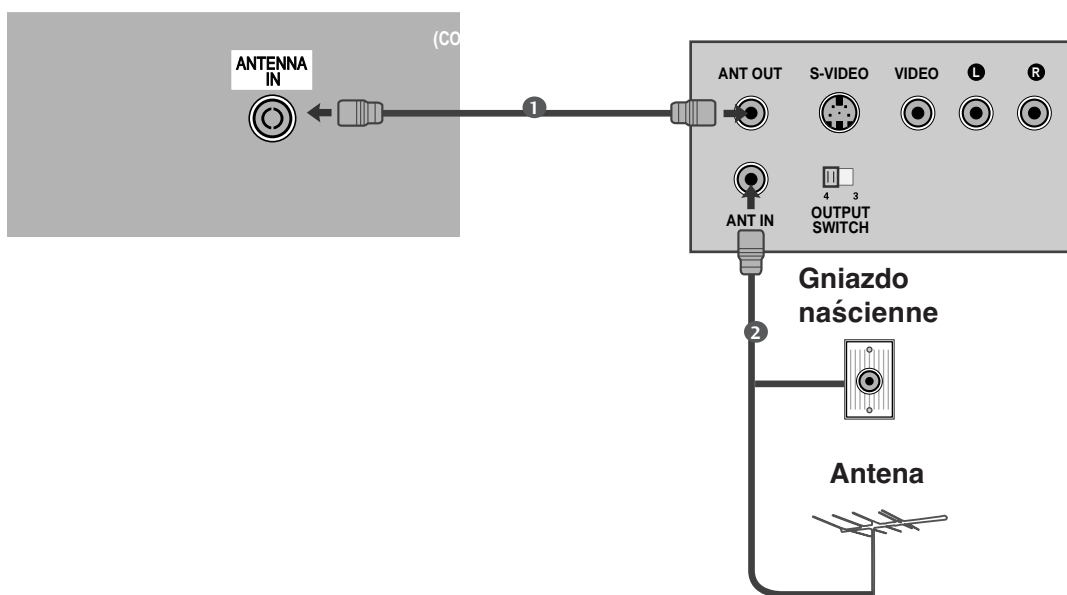 (CO
ANTENNA
IN
ANT OUT S-VIDEO VIDEO L R
1
4 3
ANT IN
OUTPUT
SWITCH
Gniazdo
naścienne
2
Antena